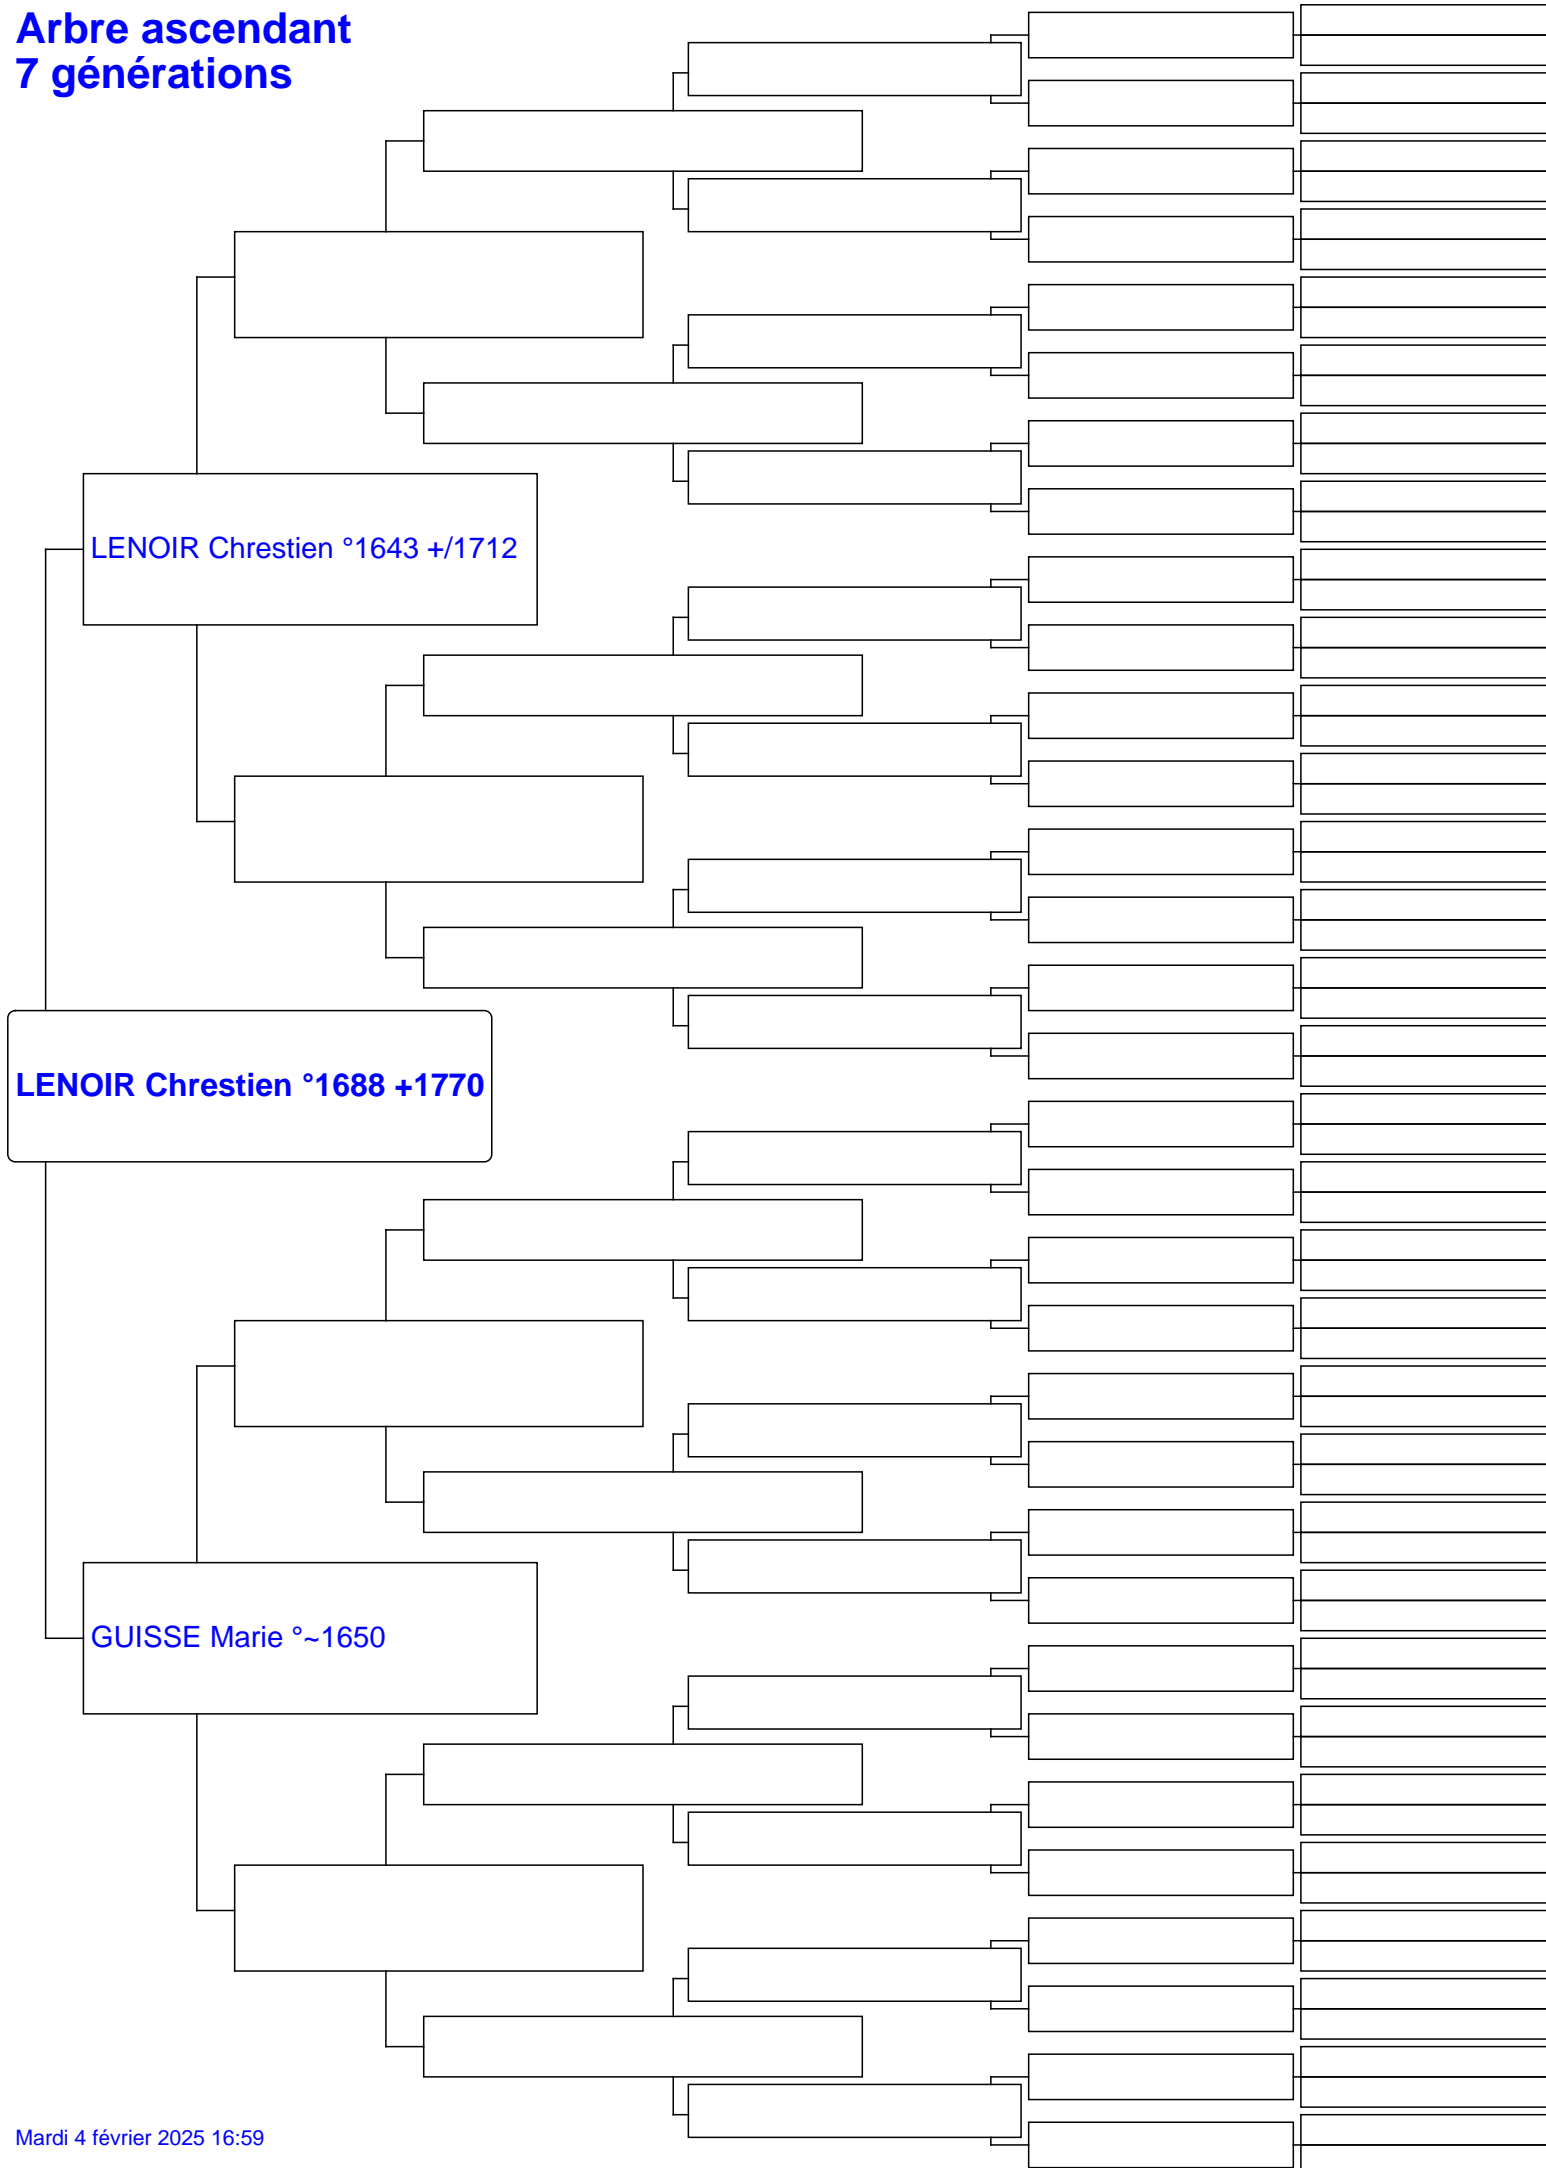 Arbre ascendant
7 générations
LENOIR Chrestien °1643 +/1712
LENOIR Chrestien °1688 +1770
GUISSE Marie °~1650
Mardi 4 février 2025 16:59